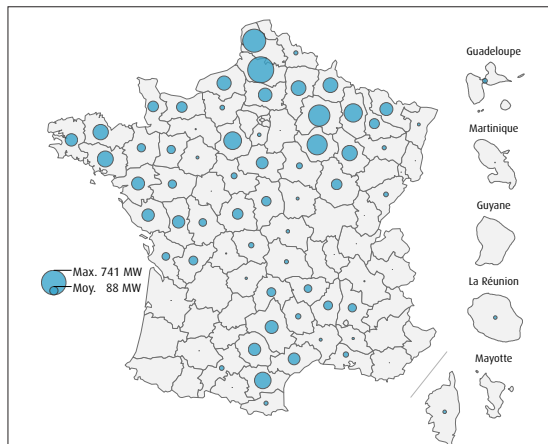 Guadeloupe
Martinique
Guyane
La Réunion
Mayotte
Max. 741 MW
Moy. 88 MW